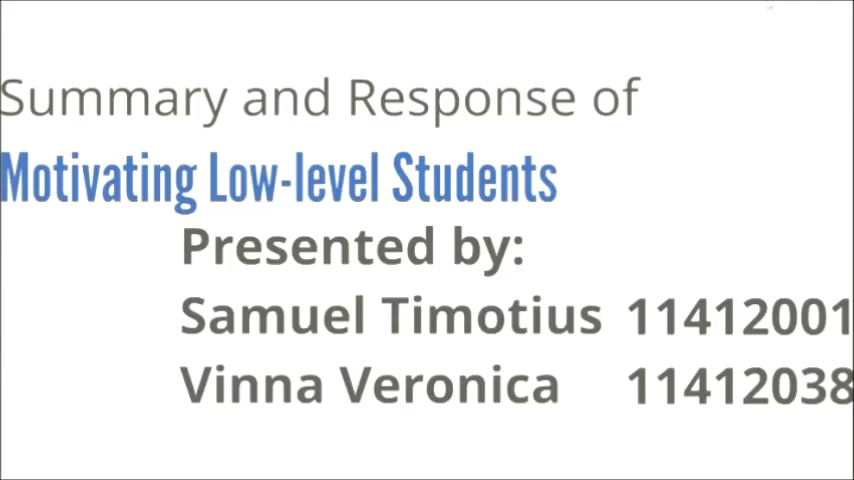 Summary and Response of
Motivating Low-level Students
Presented by:
Samuel Timotius 11412001
Vinna Veronica 11412038